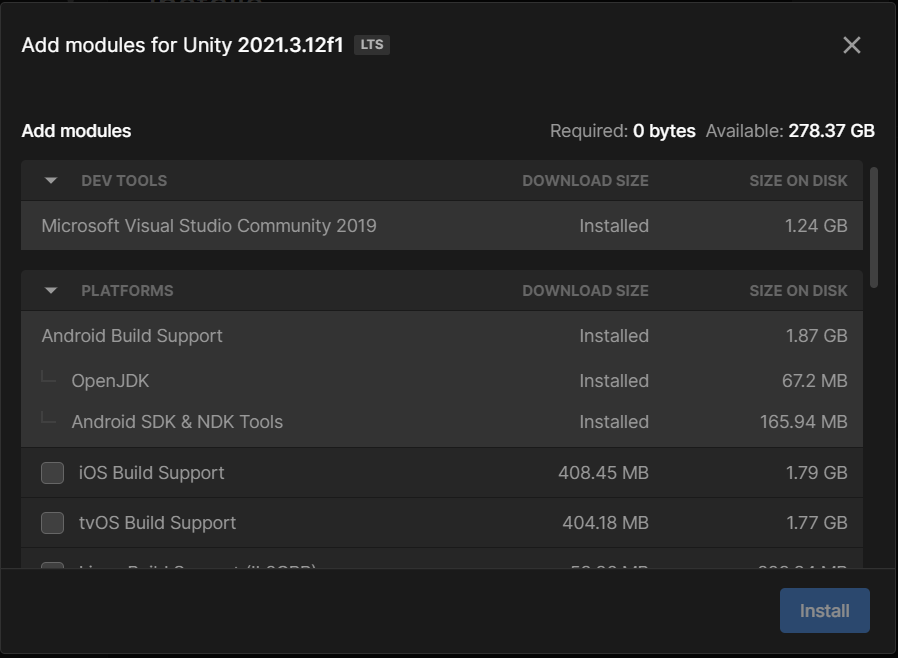 Add modules for Unity 2021.3.12f1 LTS
Add modules Required: 0 bytes Available: 278.37 GB
DEV TOOLS DOWNLOAD SIZE SIZE ON DISK
Microsoft Visual Studio Community 2019 Installed 1.24 GB
PLATFORMS DOWNLOAD SIZE SIZE ON DISK
Android Build Support Installed 1.87 GB
OpenJDK Installed 67.2 MB
Android SDK & NDK Tools Installed 165.94 MB
iOS Build Support 408.45 MB 1.79 GB
tvOS Build Support 404.18 MB 1.77 GB
Linux Build Support (IL2CPP)
Install